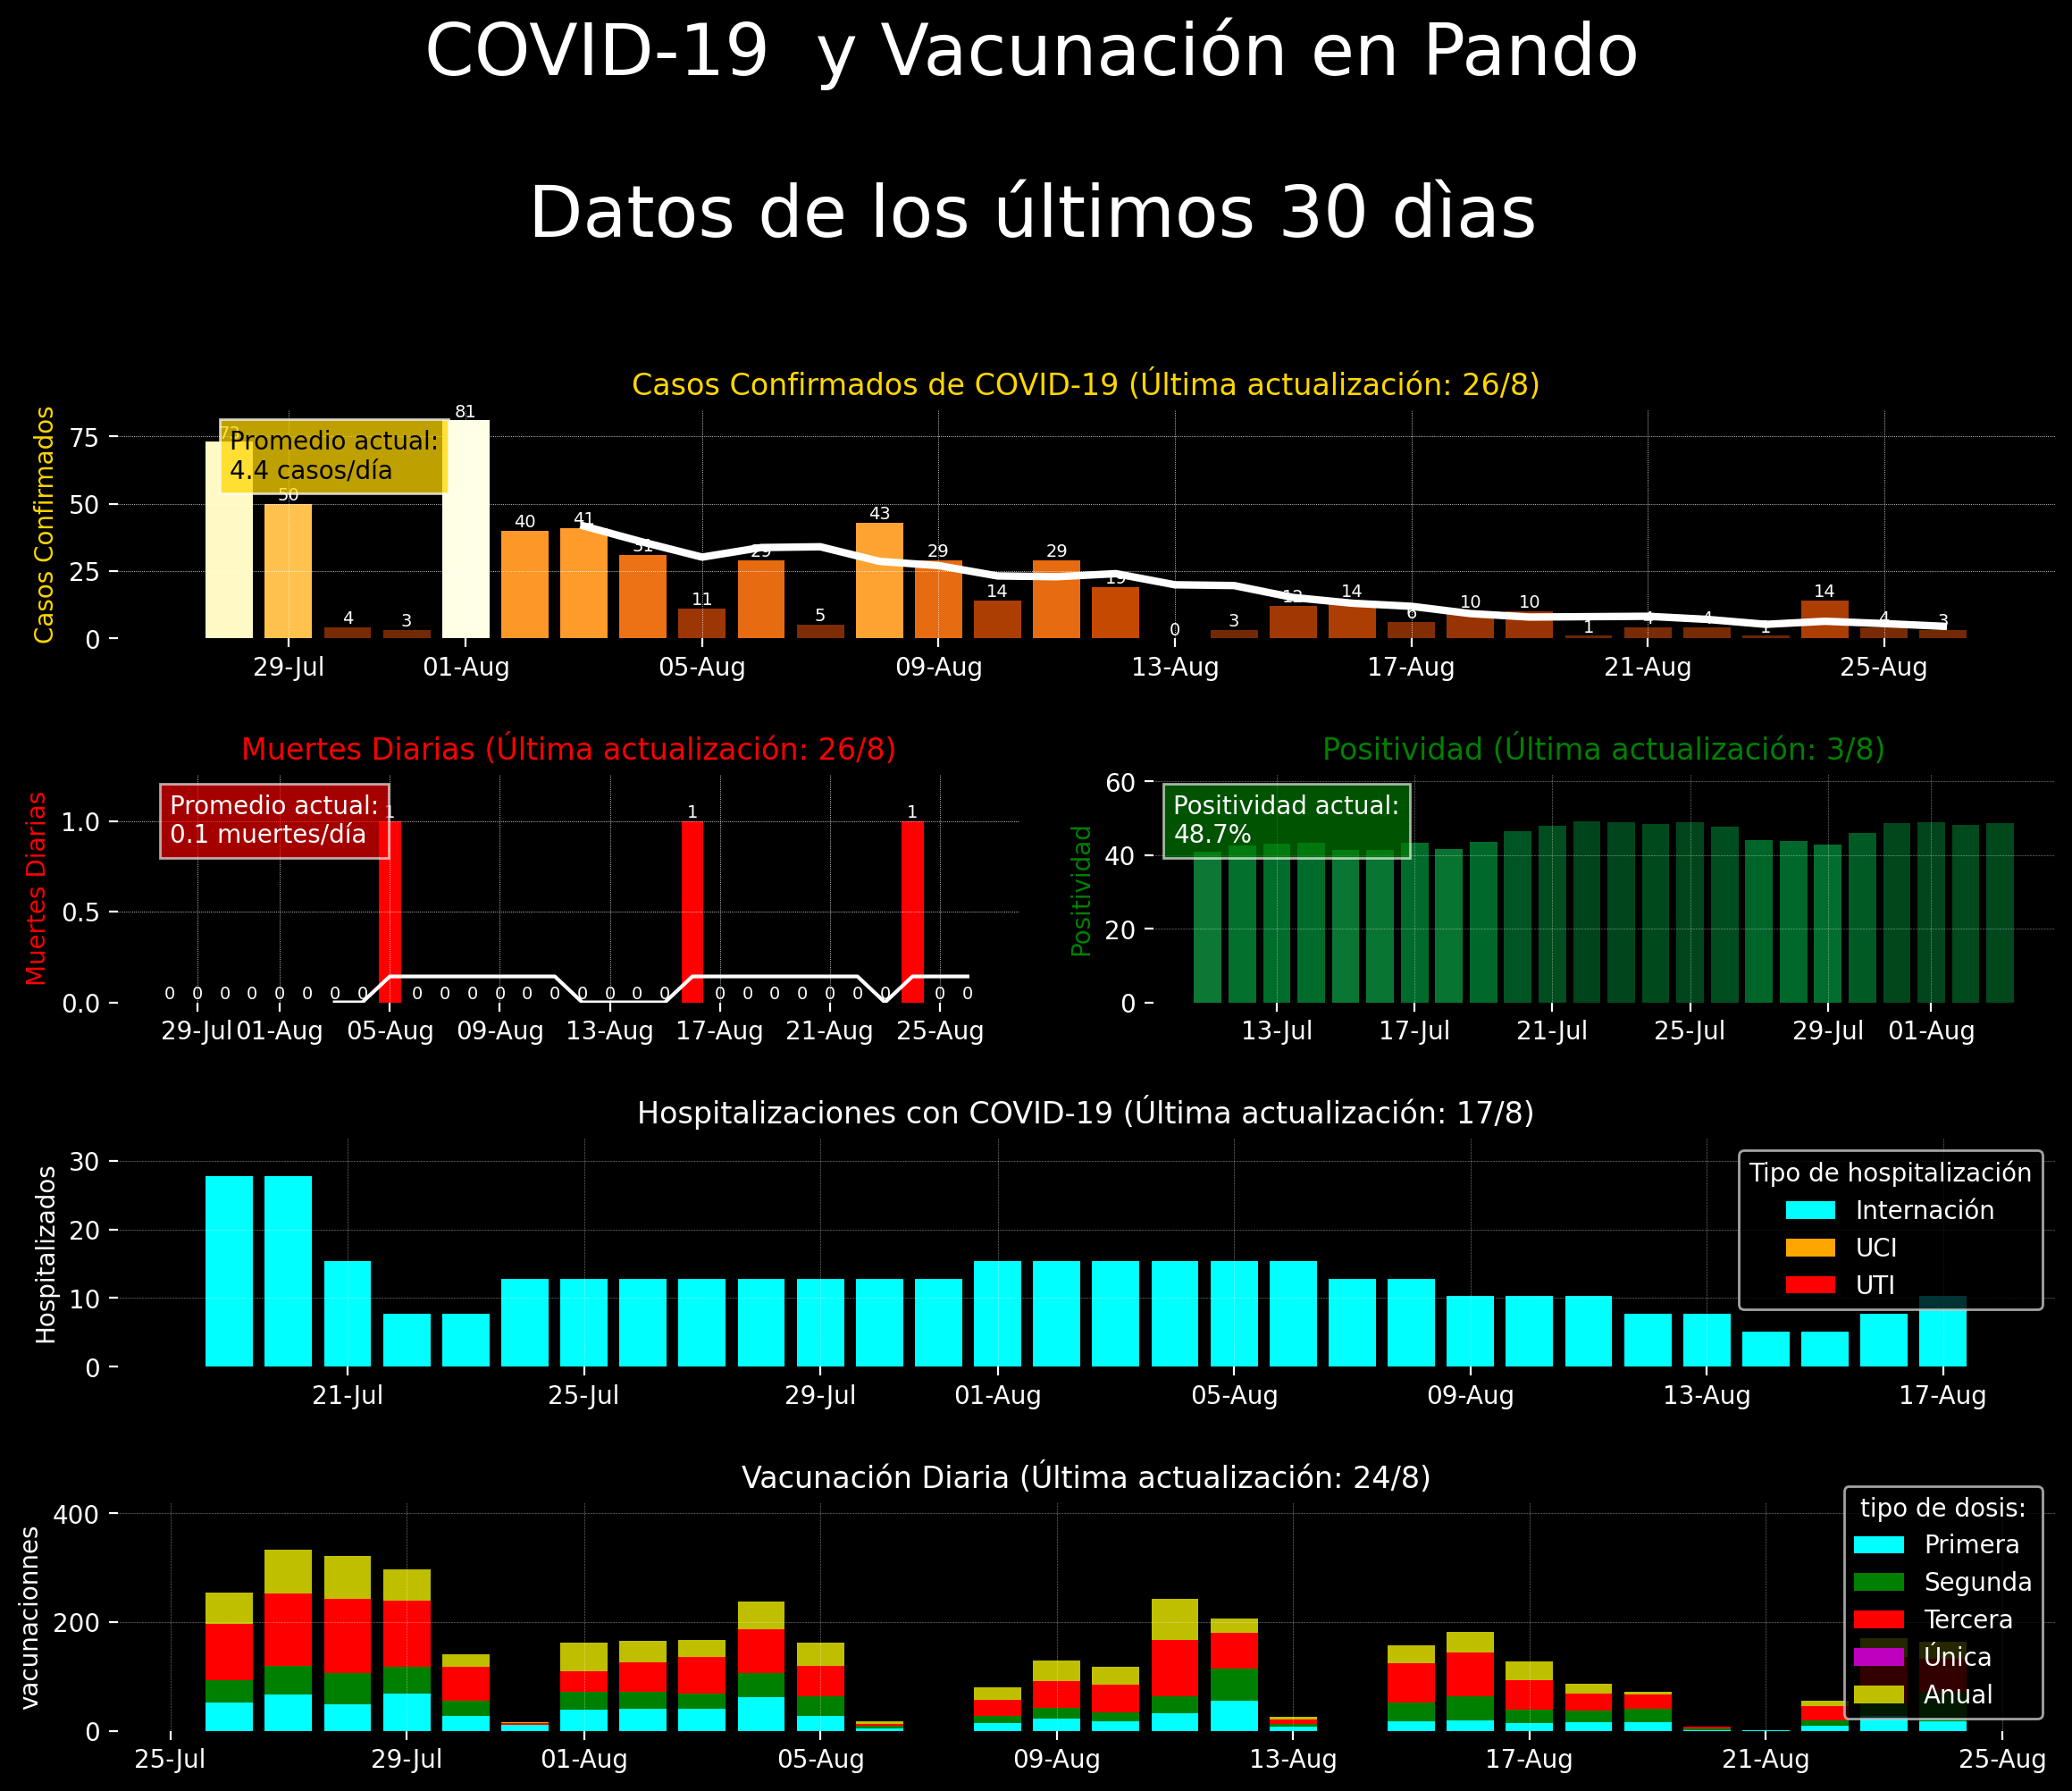 COVID-19  y Vacunación en Pando
Datos de los últimos 30 dìas
Casos Confirmados de COVID-19 (Última actualización: 26/8)
Casos Confirmados
75
50
25
0
Promedio actual:
4.4 casos/día
73 50 4 3 81 40 41 31 11 29 5 43 29 14 29 19 0 3 12 14 6 10 10 1 4 4 1 14 4 3
29-Jul 01-Aug 05-Aug 09-Aug 13-Aug 17-Aug 21-Aug 25-Aug
Muertes Diarias (Última actualización: 26/8)
Muertes Diarias
1.0
0.5
0.0
Promedio actual:
0.1 muertes/día
1 1 1
0 0 0 0 0 0 0 0 0 0 0 0 0 0 0 0 0 0 0 0 0 0 0 0 0 0 0
29-Jul 01-Aug 05-Aug 09-Aug 13-Aug 17-Aug 21-Aug 25-Aug
Positividad (Última actualización: 3/8)
Positividad
60
40
20
0
Positividad actual:
48.7%
13-Jul 17-Jul 21-Jul 25-Jul 29-Jul 01-Aug
Hospitalizaciones con COVID-19 (Última actualización: 17/8)
Hospitalizados
30
20
10
0
Tipo de hospitalización
Internación
UCI
UTI
21-Jul 25-Jul 29-Jul 01-Aug 05-Aug 09-Aug 13-Aug 17-Aug
Vacunación Diaria (Última actualización: 24/8)
vacunacionnes
400
200
0
tipo de dosis:
Primera
Segunda
Tercera
Única
Anual
25-Jul 29-Jul 01-Aug 05-Aug 09-Aug 13-Aug 17-Aug 21-Aug 25-Aug